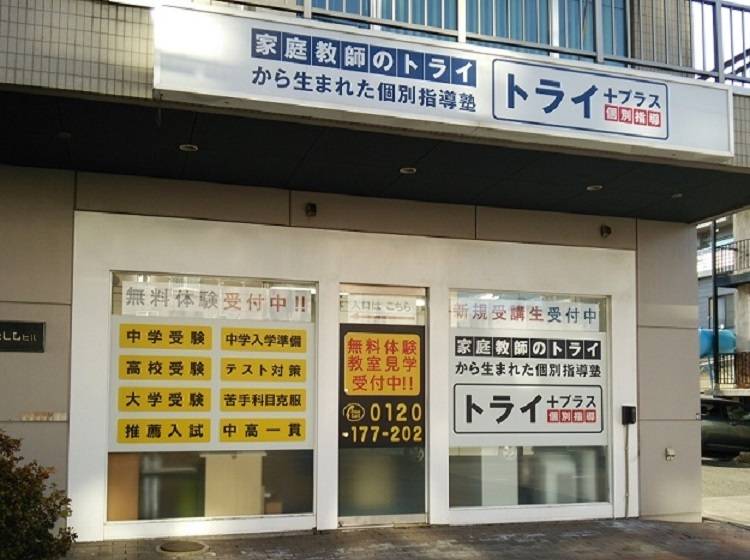 家庭教師のトライ
から生まれた個別指導塾
トライ+プラス
個別指導
無料体験受付中!!
中学受験
中学入学準備
高校受験
テスト対策
大学受験
苦手科目克服
推薦入試
中高一貫
入口は こちら
無料体験
教室見学
受付中!!
0120
-177-202
新規受講生受付中
家庭教師のトライ
から生まれた個別指導塾
トライ+プラス
個別指導